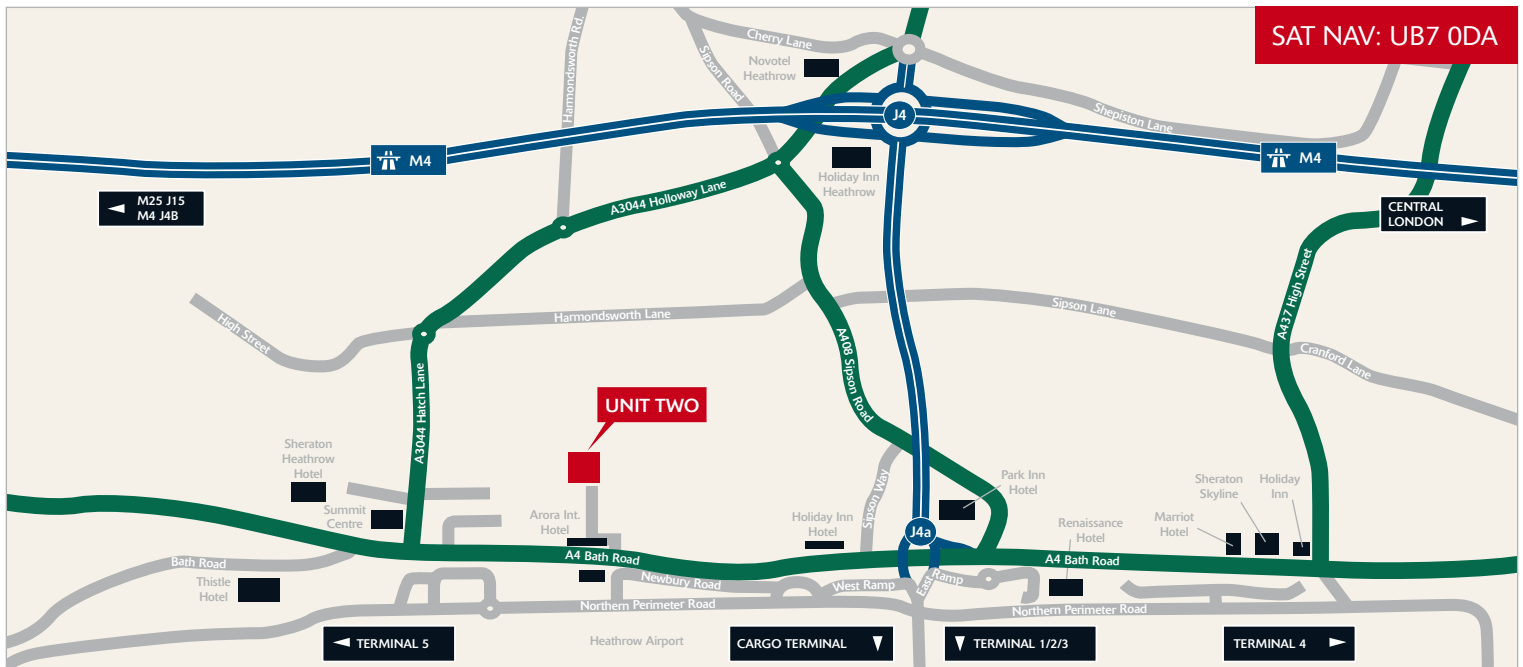 SAT NAV: UB7 0DA
Harmondsworth Rd.
Sipson Road
Cherry Lane
Novotel
Heathrow
J4
Shepiston Lane
M4
M4
M25 J15
M4 J4B
Holiday Inn
Heathrow
A3044 Holloway Lane
CENTRAL
LONDON
A437 High Street
High Street
Harmondsworth Lane
Sipson Lane
Cranford Lane
A408 Sipson Road
A3044 Hatch Lane
UNIT TWO
Sheraton
Heathrow
Hotel
Summit
Centre
Arora Int.
Hotel
Holiday Inn
Hotel
Sipson Way
Park Inn
Hotel
J4a
Renaissance
Hotel
Sheraton
Skyline
Holiday
Inn
Marriot
Hotel
A4 Bath Road
A4 Bath Road
Bath Road
Thistle
Hotel
Newbury Road
West Ramp
East Ramp
Northern Perimeter Road
Northern Perimeter Road
TERMINAL 5
Heathrow Airport
CARGO TERMINAL
TERMINAL 1/2/3
TERMINAL 4